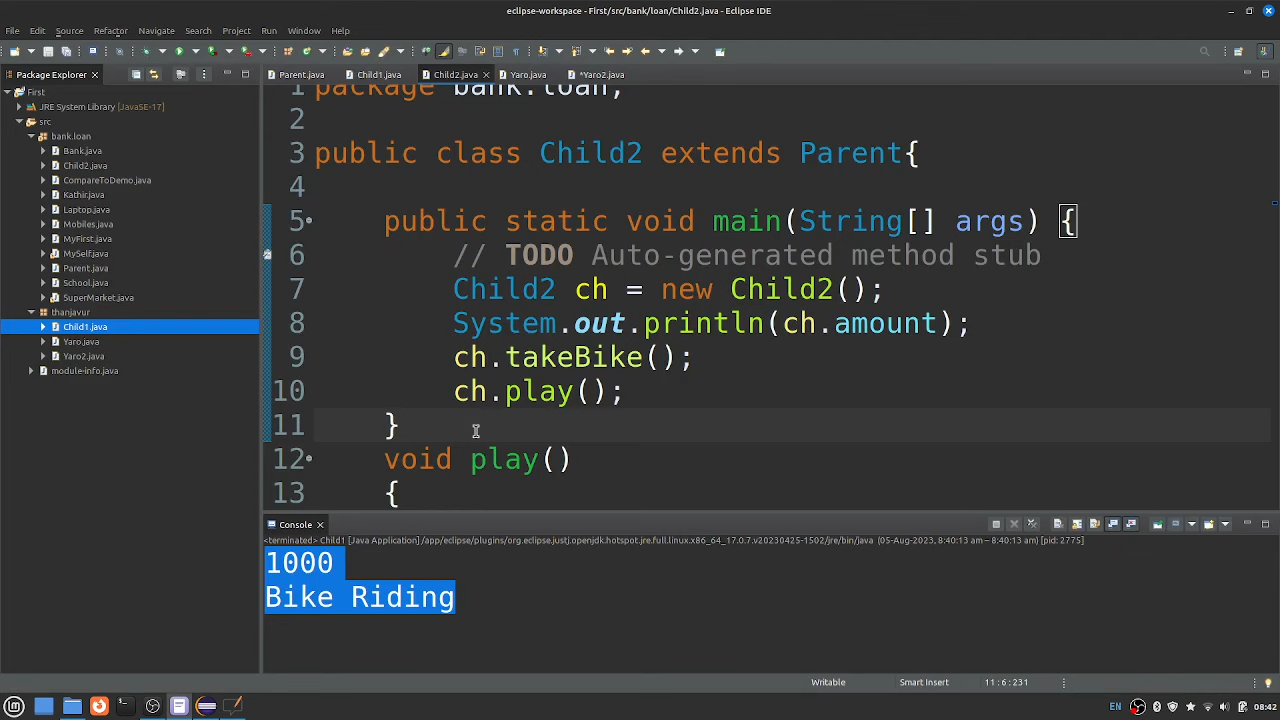 eclipse-workspace - First/src/bank/loan/Child2.java - Eclipse IDE
File Edit Source Refactor Navigate Search Project Run Window Help
Package Explorer
Parent.java Child1.java Child2.java Yaro.java *Yaro2.java
First
JRE System Library [JavaSE-17]
src
bank.loan
Bank.java
Child2.java
CompareToDemo.java
Kathir.java
Laptop.java
Mobiles.java
MyFirst.java
MySelf.java
Parent.java
School.java
SuperMarket.java
thanjavur
Child1.java
Yaro.java
Yaro2.java
module-info.java
1 package bank.loan;
2
3 public class Child2 extends Parent{
4
5 public static void main(String[] args) {
6 // TODO Auto-generated method stub
7 Child2 ch = new Child2();
8 System.out.println(ch.amount);
9 ch.takeBike();
10 ch.play();
11 }
12 void play()
13 {
Console
<terminated> Child1 [Java Application] /app/eclipse/plugins/org.eclipse.justj.openjdk.hotspot.jre.full.linux.x86_64_17.0.7.v20230425-1502/jre/bin/java (05-Aug-2023, 8:40:13 am – 8:40:13 am) [pid: 2775]
1000
Bike Riding
Writable Smart Insert 11 : 6 : 231
EN 08:42